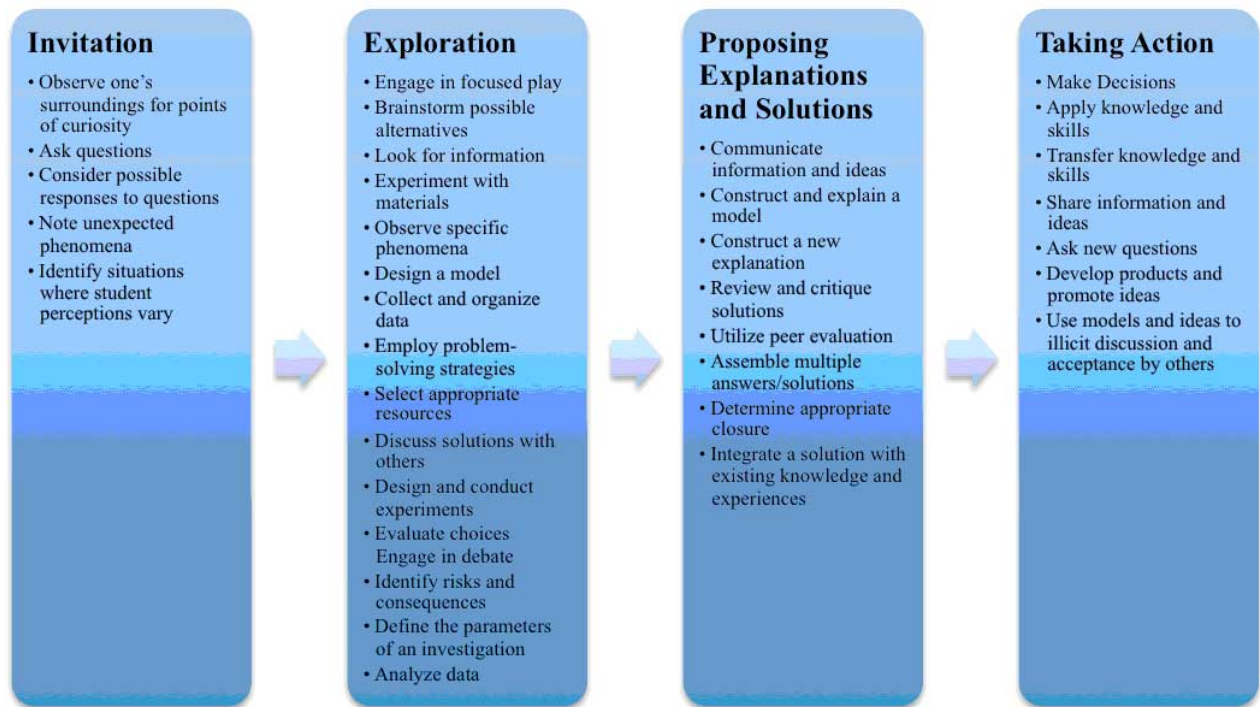 Invitation
• Observe one's
surroundings for points
of curiosity
• Ask questions
• Consider possible
responses to questions
• Note unexpected
phenomena
• Identify situations
where student
perceptions vary
Exploration
• Engage in focused play
• Brainstorm possible
alternatives
• Look for information
• Experiment with
materials
• Observe specific
phenomena
• Design a model
• Collect and organize
data
• Employ problem-
solving strategies
• Select appropriate
resources
• Discuss solutions with
others
• Design and conduct
experiments
• Evaluate choices
Engage in debate
• Identify risks and
consequences
• Define the parameters
of an investigation
• Analyze data
Proposing
Explanations
and Solutions
• Communicate
information and ideas
• Construct and explain a
model
• Construct a new
explanation
• Review and critique
solutions
• Utilize peer evaluation
• Assemble multiple
answers/solutions
• Determine appropriate
closure
• Integrate a solution with
existing knowledge and
experiences
Taking Action
• Make Decisions
• Apply knowledge and
skills
• Transfer knowledge and
skills
• Share information and
ideas
• Ask new questions
• Develop products and
promote ideas
• Use models and ideas to
illicit discussion and
acceptance by others